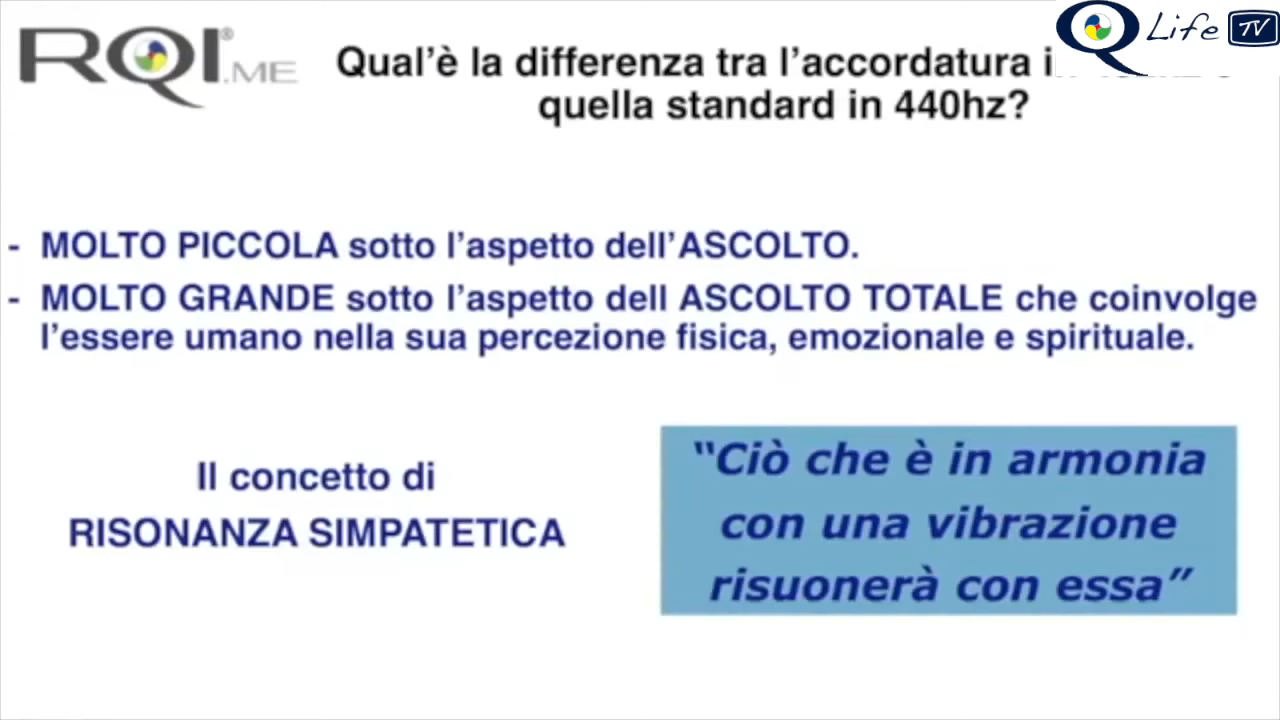 RQI®.ME
Q Life TV
Qual'è la differenza tra l'accordatura in
quella standard in 440hz?
- MOLTO PICCOLA sotto l'aspetto dell'ASCOLTO.
- MOLTO GRANDE sotto l'aspetto dell ASCOLTO TOTALE che coinvolge
l'essere umano nella sua percezione fisica, emozionale e spirituale.
Il concetto di
RISONANZA SIMPATETICA
“Ciò che è in armonia
con una vibrazione
risuonerà con essa”